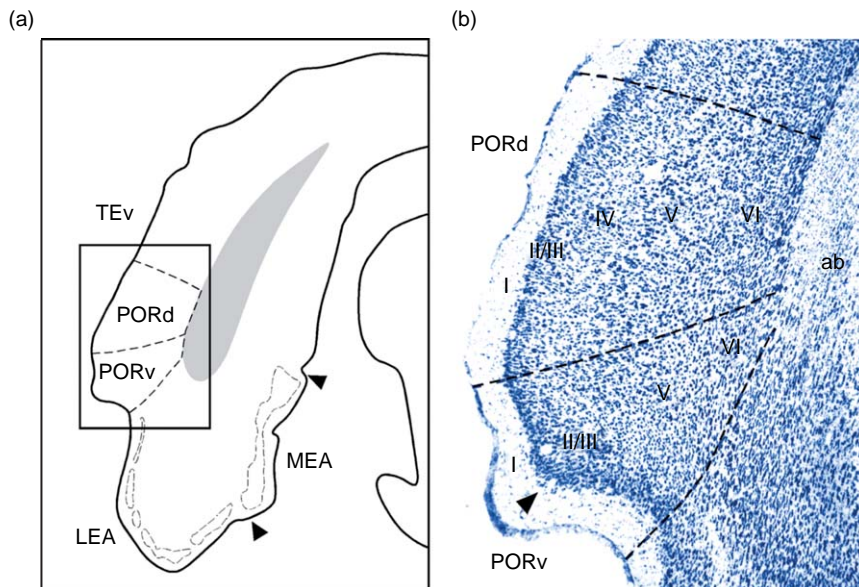 (a)
TEv
PORd
PORv
MEA
LEA
(b)
PORd
IV
V
VI
II/III
ab
I
VI
V
II/III
I
PORv